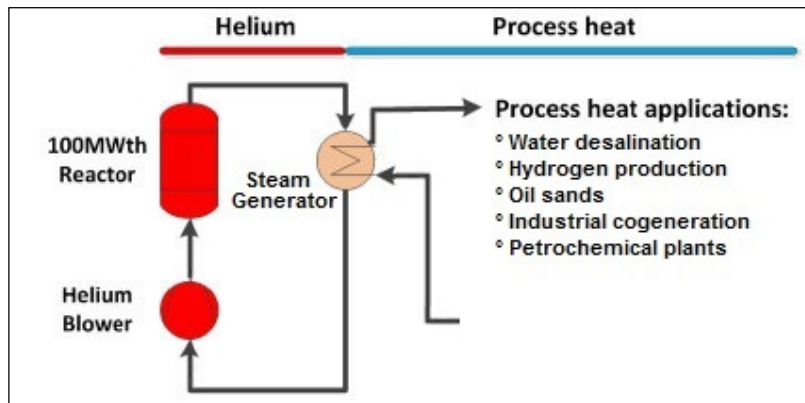 Helium
Process heat
100MWth
Reactor
Steam
Generator
Helium
Blower
Process heat applications:
° Water desalination
° Hydrogen production
° Oil sands
° Industrial cogeneration
° Petrochemical plants